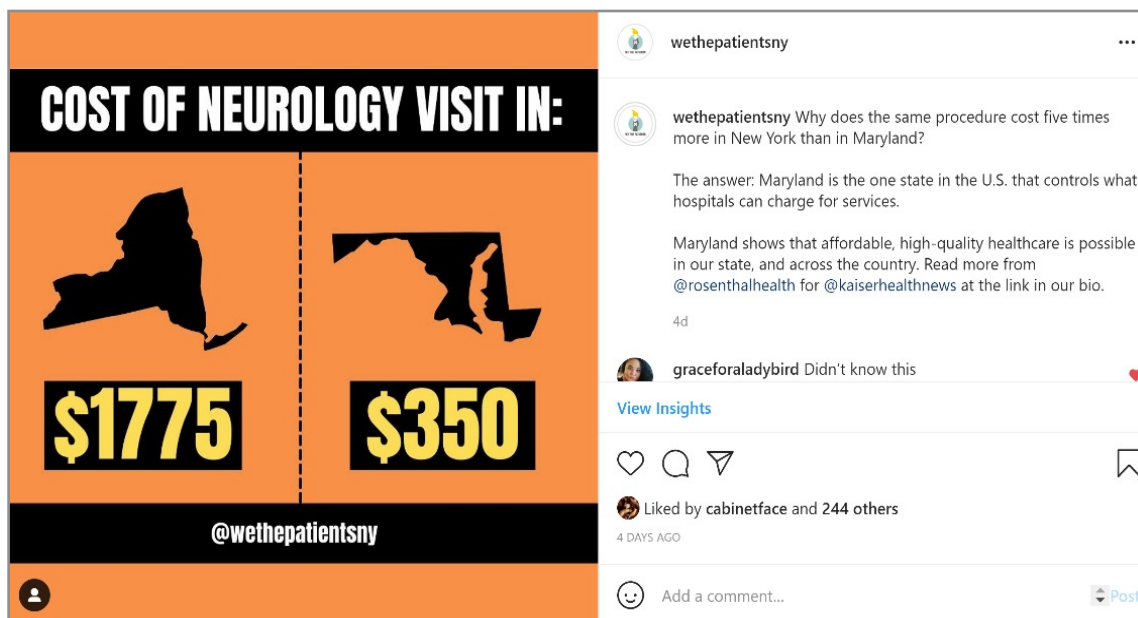 COST OF NEUROLOGY VISIT IN:
$1775
$350
@wethepatientsny
wethepatientsny
wethepatientsny Why does the same procedure cost five times
more in New York than in Maryland?
The answer: Maryland is the one state in the U.S. that controls what
hospitals can charge for services.
Maryland shows that affordable, high-quality healthcare is possible
in our state, and across the country. Read more from
@rosenthalhealth for @kaiserhealthnews at the link in our bio.
4d
graceforaladybird Didn't know this
View Insights
Liked by cabinetface and 244 others
4 DAYS AGO
Add a comment...
Post